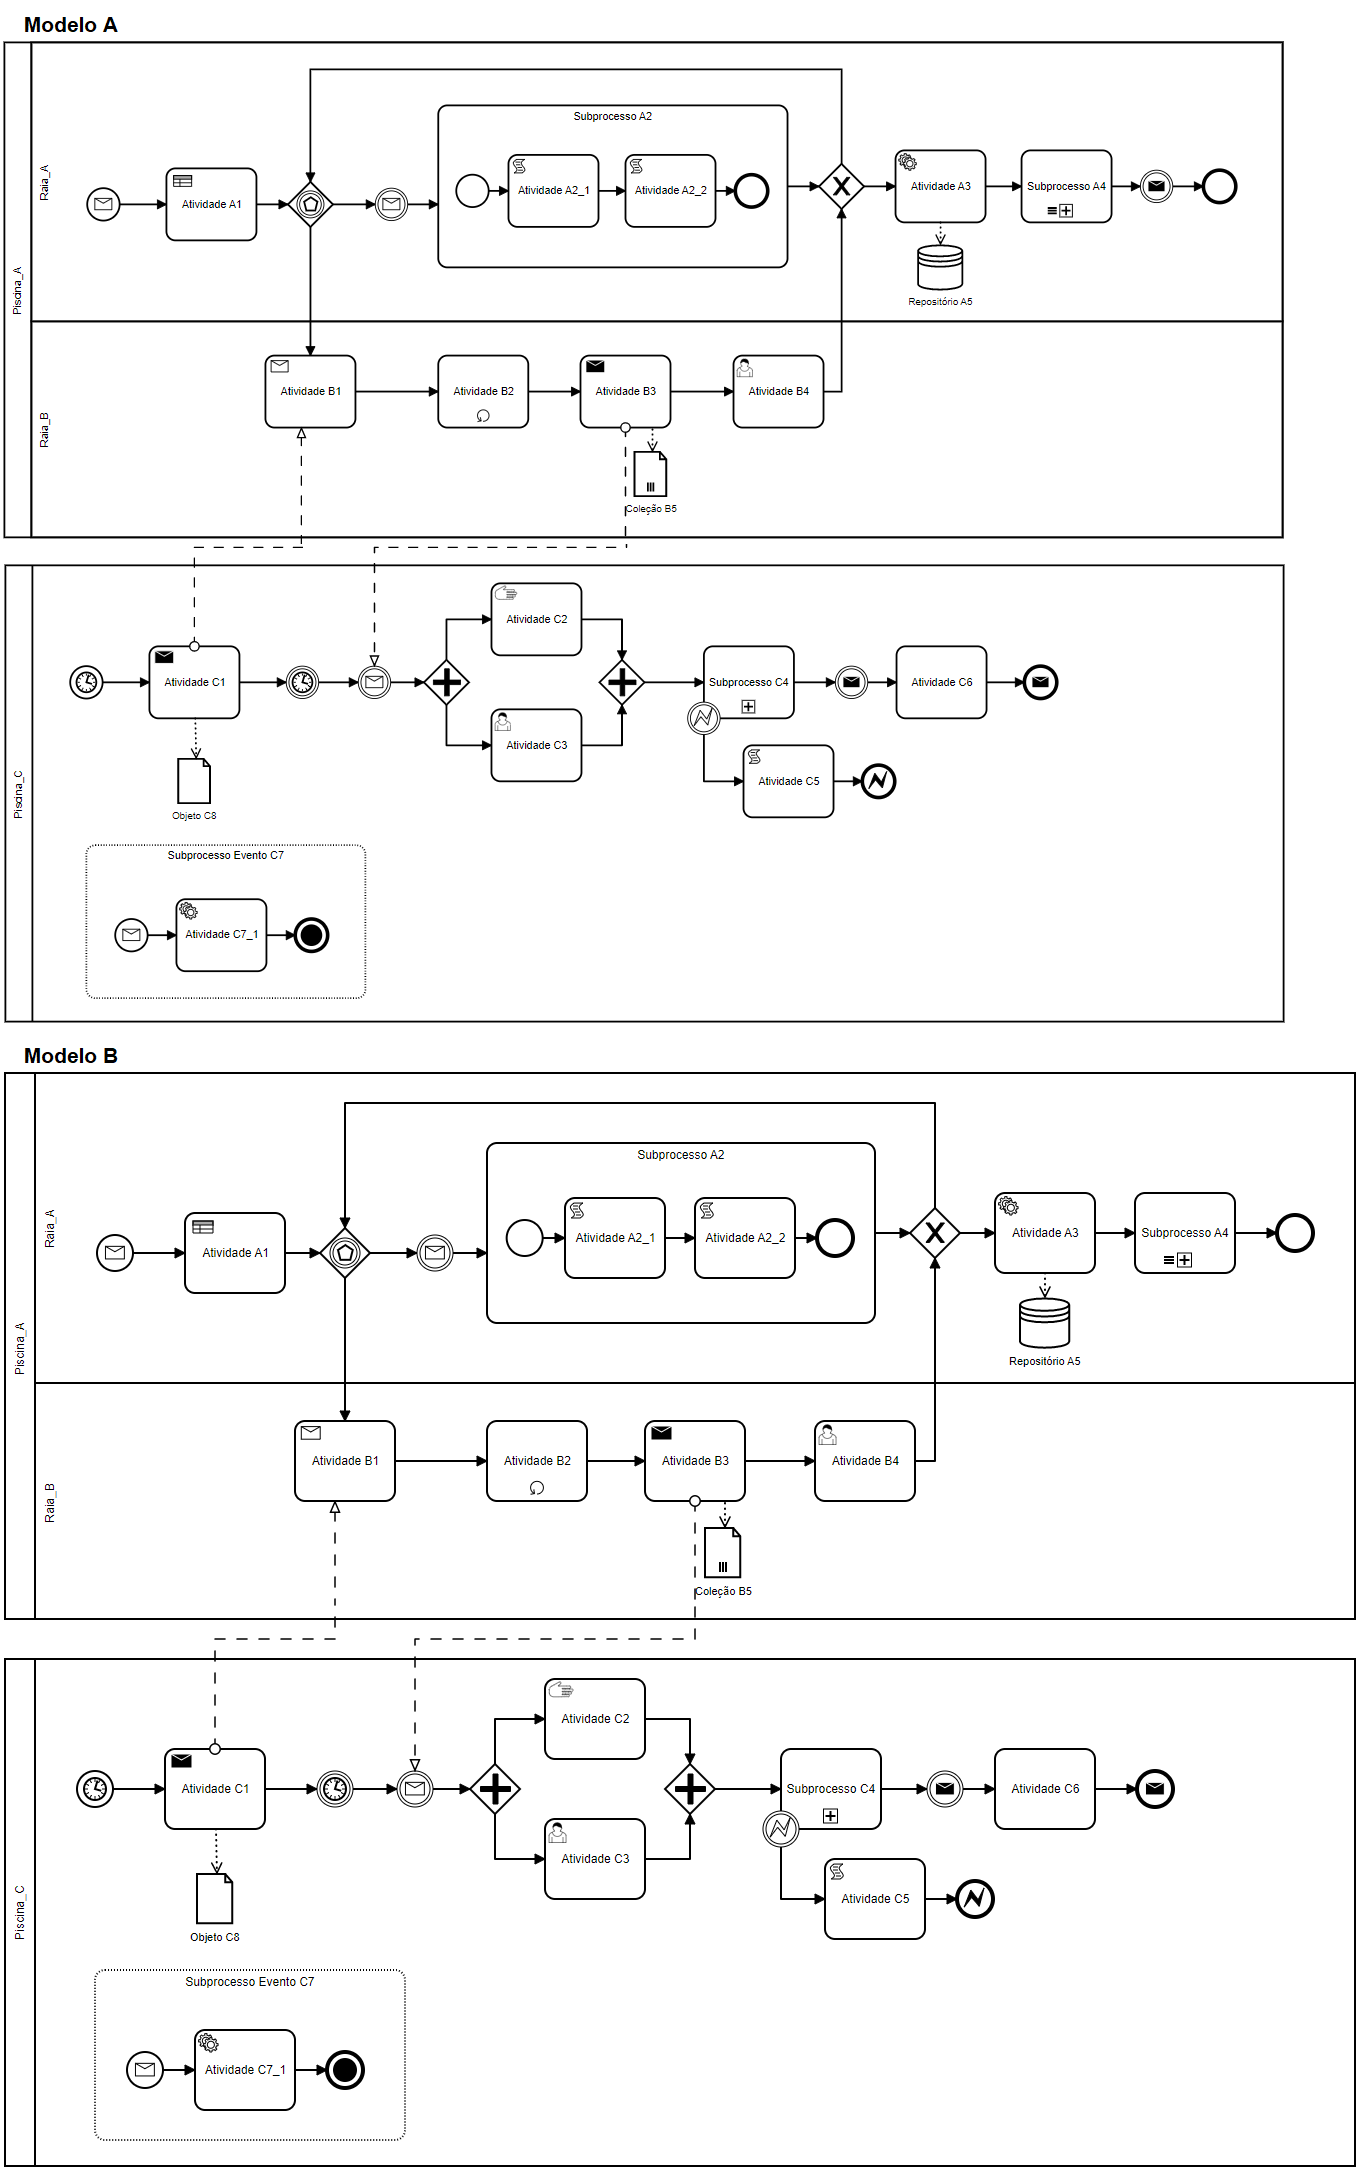 Modelo A
Piscina_A
Raia_A
Subprocesso A2
Atividade A1
Atividade A2_1
Atividade A2_2
Atividade A3
Subprocesso A4
Repositório A5
Raia_B
Atividade B1
Atividade B2
Atividade B3
Atividade B4
Coleção B5
Piscina_C
Atividade C2
Atividade C1
Subprocesso C4
Atividade C6
Atividade C3
Atividade C5
Objeto C8
Subprocesso Evento C7
Atividade C7_1
Modelo B
Piscina_A
Raia_A
Subprocesso A2
Atividade A1
Atividade A2_1
Atividade A2_2
Atividade A3
Subprocesso A4
Repositório A5
Raia_B
Atividade B1
Atividade B2
Atividade B3
Atividade B4
Coleção B5
Piscina_C
Atividade C2
Atividade C1
Subprocesso C4
Atividade C6
Atividade C3
Atividade C5
Objeto C8
Subprocesso Evento C7
Atividade C7_1